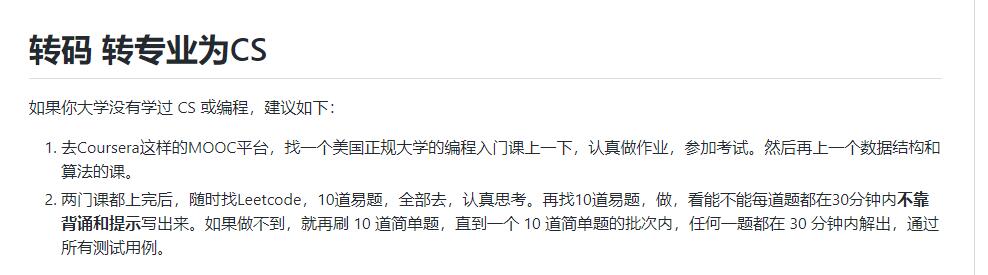 转码 转专业为CS
如果你大学没有学过 CS 或编程，建议如下：
1. 去Coursera这样的MOOC平台，找一个美国正规大学的编程入门课上一下，认真做作业，参加考试。然后再上一个数据结构和
算法的课。
2. 两门课都上完后，随时找Leetcode，10道易题，全部去，认真思考。再找10道易题，做，看能不能每道题都在30分钟内不靠
背诵和提示写出来。如果做不到，就再刷 10 道简单题，直到一个 10 道简单题的批次内，任何一题都在 30 分钟内解出，通过
所有测试用例。